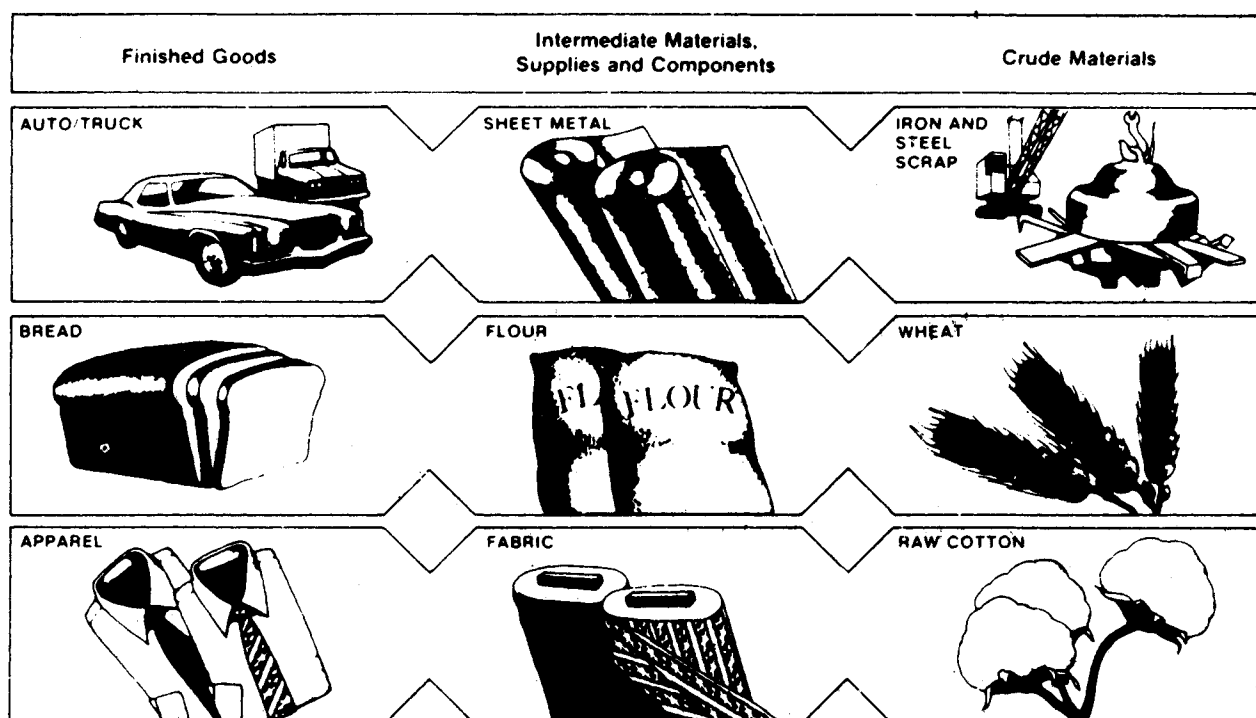 Finished Goods
Intermediate Materials,
Supplies and Components
Crude Materials
AUTO/TRUCK
SHEET METAL
IRON AND
STEEL
SCRAP
BREAD
FLOUR
FL FLOUR
WHEAT
APPAREL
FABRIC
RAW COTTON